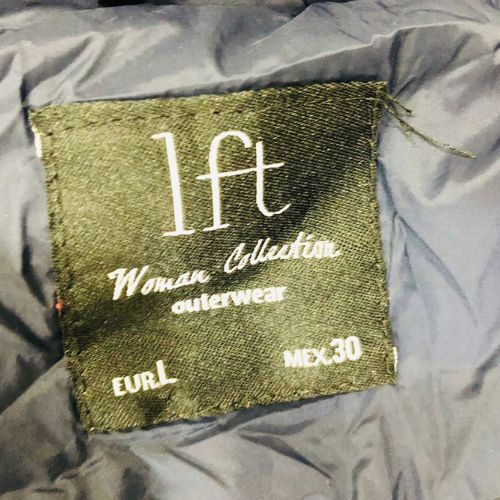 lft
Woman Collection
outerwear
EUR.L MEX.30